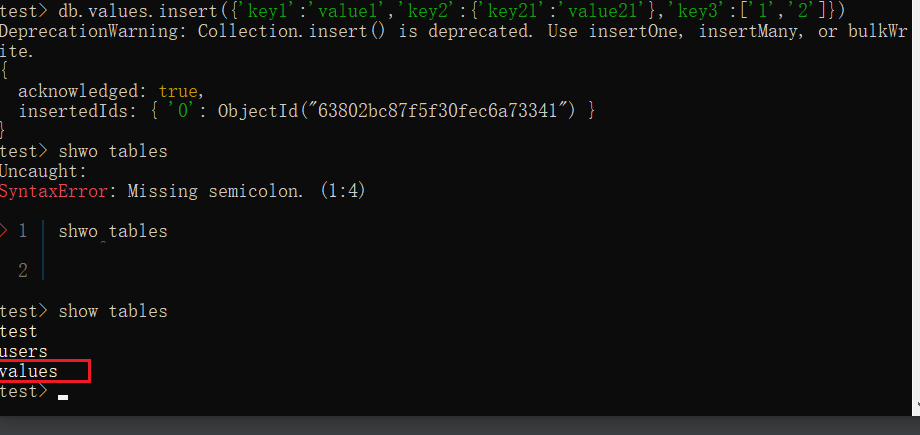 test> db.values.insert({'key1':'value1','key2':{'key21':'value21'},'key3':['1','2']})
DeprecationWarning: Collection.insert() is deprecated. Use insertOne, insertMany, or bulkWr
ite.
{
  acknowledged: true,
  insertedIds: { '0': ObjectId("63802bc87f5f30fec6a73341") }
}
test> shwo tables
Uncaught:
SyntaxError: Missing semicolon. (1:4)
> 1 | shwo tables
    |     ^
  2 |
test> show tables
test
users
values
test>